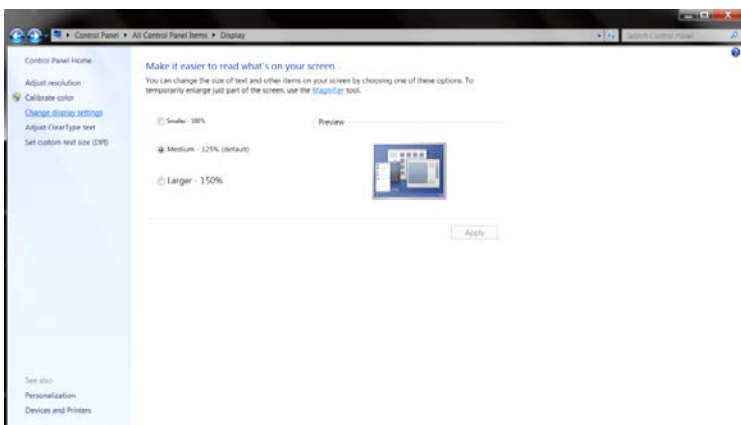 Control Panel ▸ All Control Panel Items ▸ Display
Search Control Panel
Control Panel Home
Adjust resolution
Calibrate color
Change display settings
Adjust ClearType text
Set custom text size (DPI)
Make it easier to read what's on your screen
You can change the size of text and other items on your screen by choosing one of these options. To
temporarily enlarge just part of the screen, use the Magnifier tool.
Smaller - 100%
Preview
Medium - 125% (default)
Larger - 150%
Apply
See also
Personalization
Devices and Printers